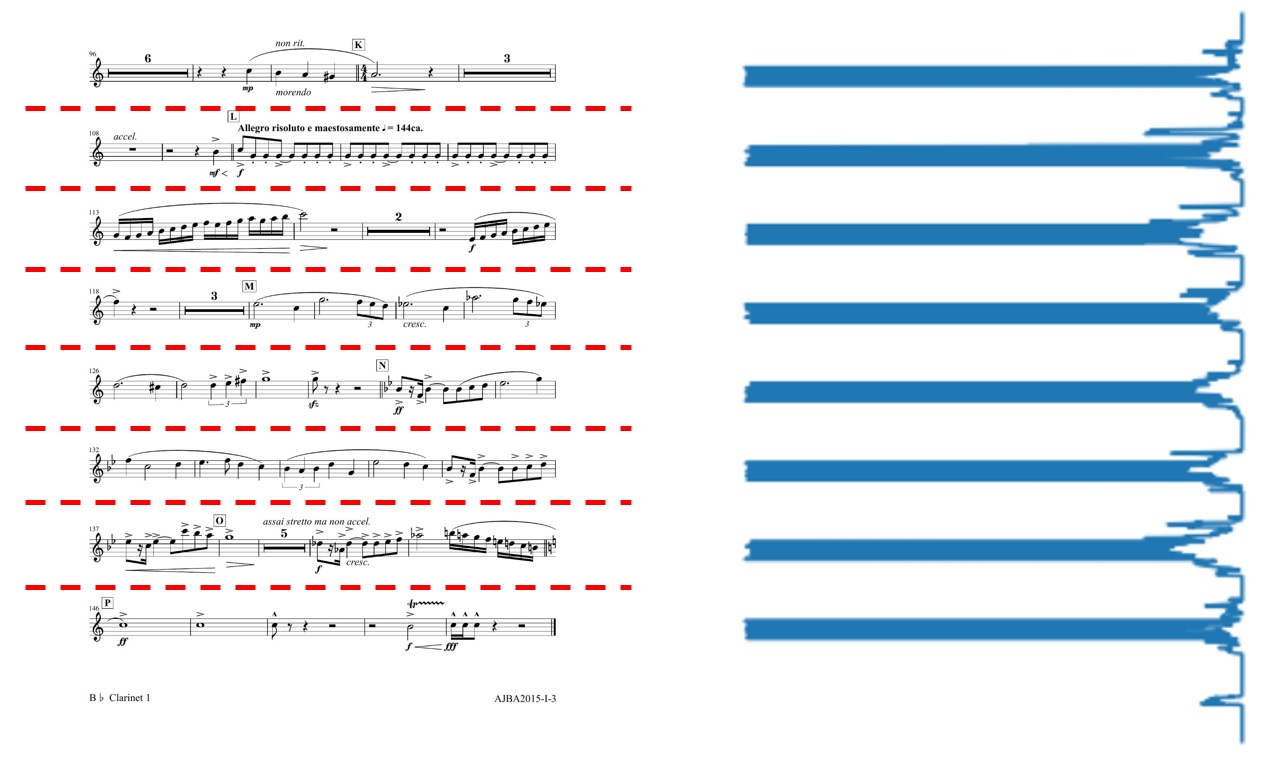 K
non rit.
96 6 3
mp morendo
L
Allegro risoluto e maestosamente ♩= 144ca.
108 accel.
mf f
113 2
f
M
118 3
mp 3 cresc. 3
N
126
3 ff
132
3
O assai stretto ma non accel.
137 5
f cresc.
P
146 tr
ff f fff
B♭ Clarinet 1 AJBA2015-I-3